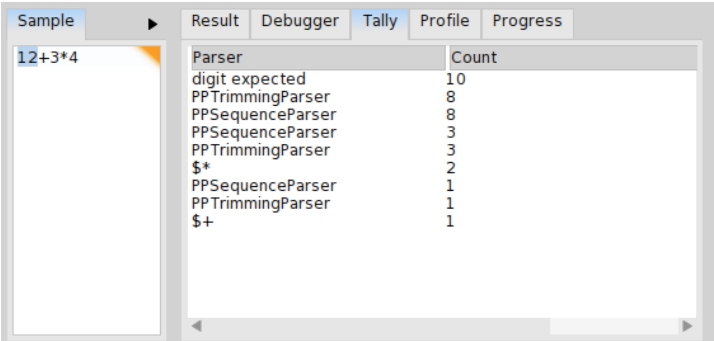 Sample Result Debugger Tally Profile Progress
12+3*4
Parser Count
digit expected 10
PPTrimmingParser 8
PPSequenceParser 8
PPSequenceParser 3
PPTrimmingParser 3
$* 2
PPSequenceParser 1
PPTrimmingParser 1
$+ 1